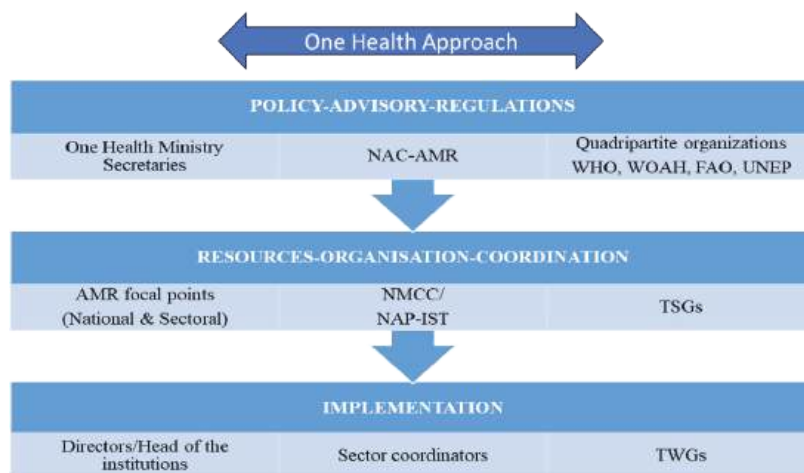 One Health Approach
POLICY-ADVISORY-REGULATIONS
One Health Ministry
Secretaries
NAC-AMR
Quadripartite organizations
WHO, WOAH, FAO, UNEP
RESOURCES-ORGANISATION-COORDINATION
AMR focal points
(National & Sectoral)
NMCC/
NAP-IST
TSGs
IMPLEMENTATION
Directors/Head of the
institutions
Sector coordinators
TWGs